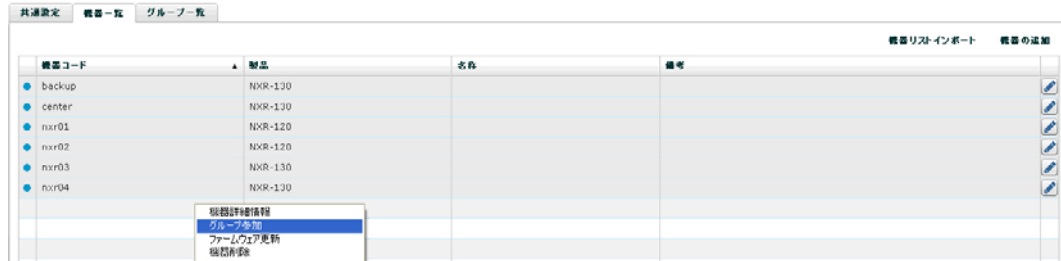 共通設定 機器一覧 グループ一覧
機器リストインポート 機器の追加
機器コード ▲ 製品 名称 備考
backup NXR-130
center NXR-130
nxr01 NXR-120
nxr02 NXR-120
nxr03 NXR-130
nxr04 NXR-130
機器詳細情報
グループ参加
ファームウェア更新
機器削除